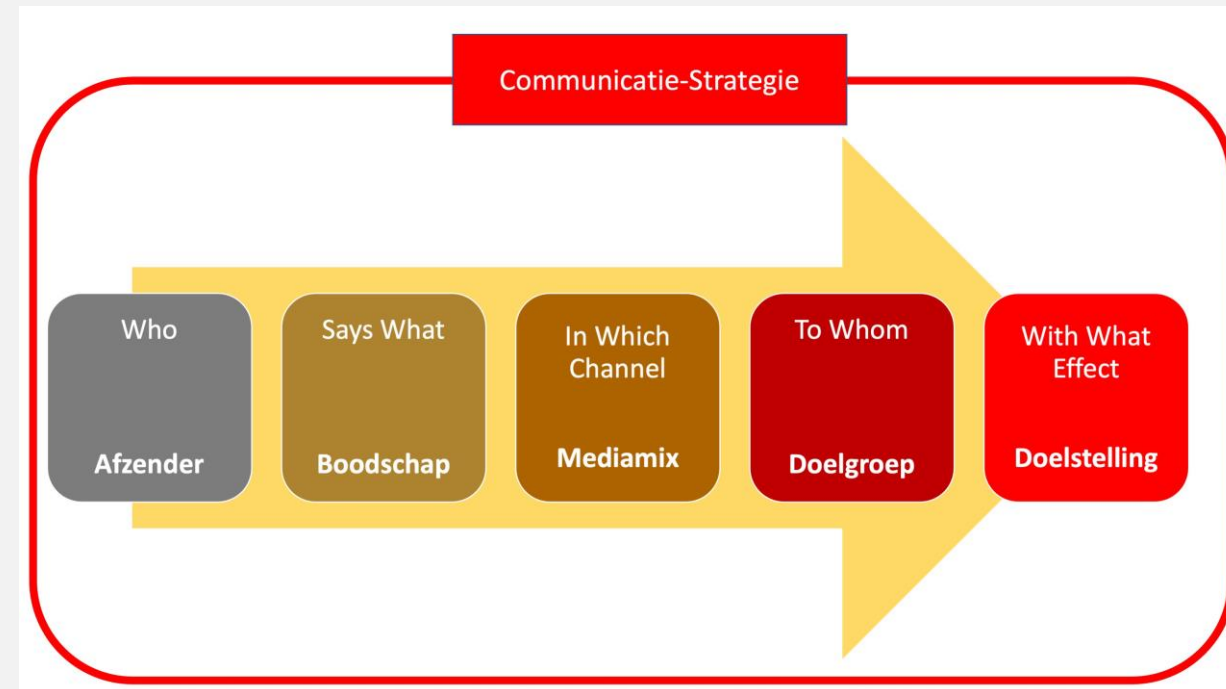 Communicatie-Strategie
Who
Afzender
Says What
Boodschap
In Which
Channel
Mediamix
To Whom
Doelgroep
With What
Effect
Doelstelling